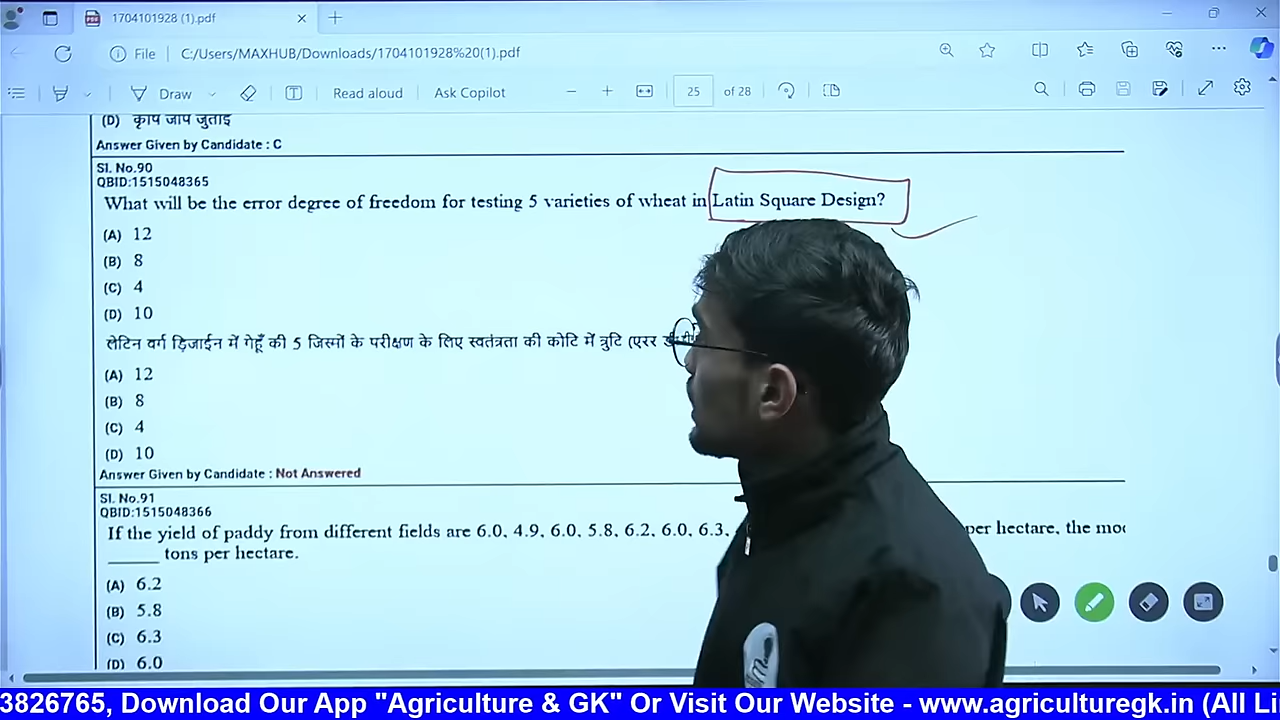 1704101928 (1).pdf
File
C:/Users/MAXHUB/Downloads/1704101928%20(1).pdf
Draw
Read aloud
Ask Copilot
25 of 28
Answer Given by Candidate : C
Sl. No.90
QBID:1515048365
What will be the error degree of freedom for testing 5 varieties of wheat in Latin Square Design?
(A) 12
(B) 8
(C) 4
(D) 10
लेटिन वर्ग ड़िजाईन में गेहूँ की 5 जिस्मों के परीक्षण के लिए स्वतंत्रता की कोटि में त्रुटि (एरर
(A) 12
(B) 8
(C) 4
(D) 10
Answer Given by Candidate : Not Answered
Sl. No.91
QBID:1515048366
If the yield of paddy from different fields are 6.0, 4.9, 6.0, 5.8, 6.2, 6.0, 6.3, per hectare, the
_____ tons per hectare.
(A) 6.2
(B) 5.8
(C) 6.3
(D) 6.0
3826765, Download Our App "Agriculture & GK" Or Visit Our Website - www.agriculturegk.in (All Li